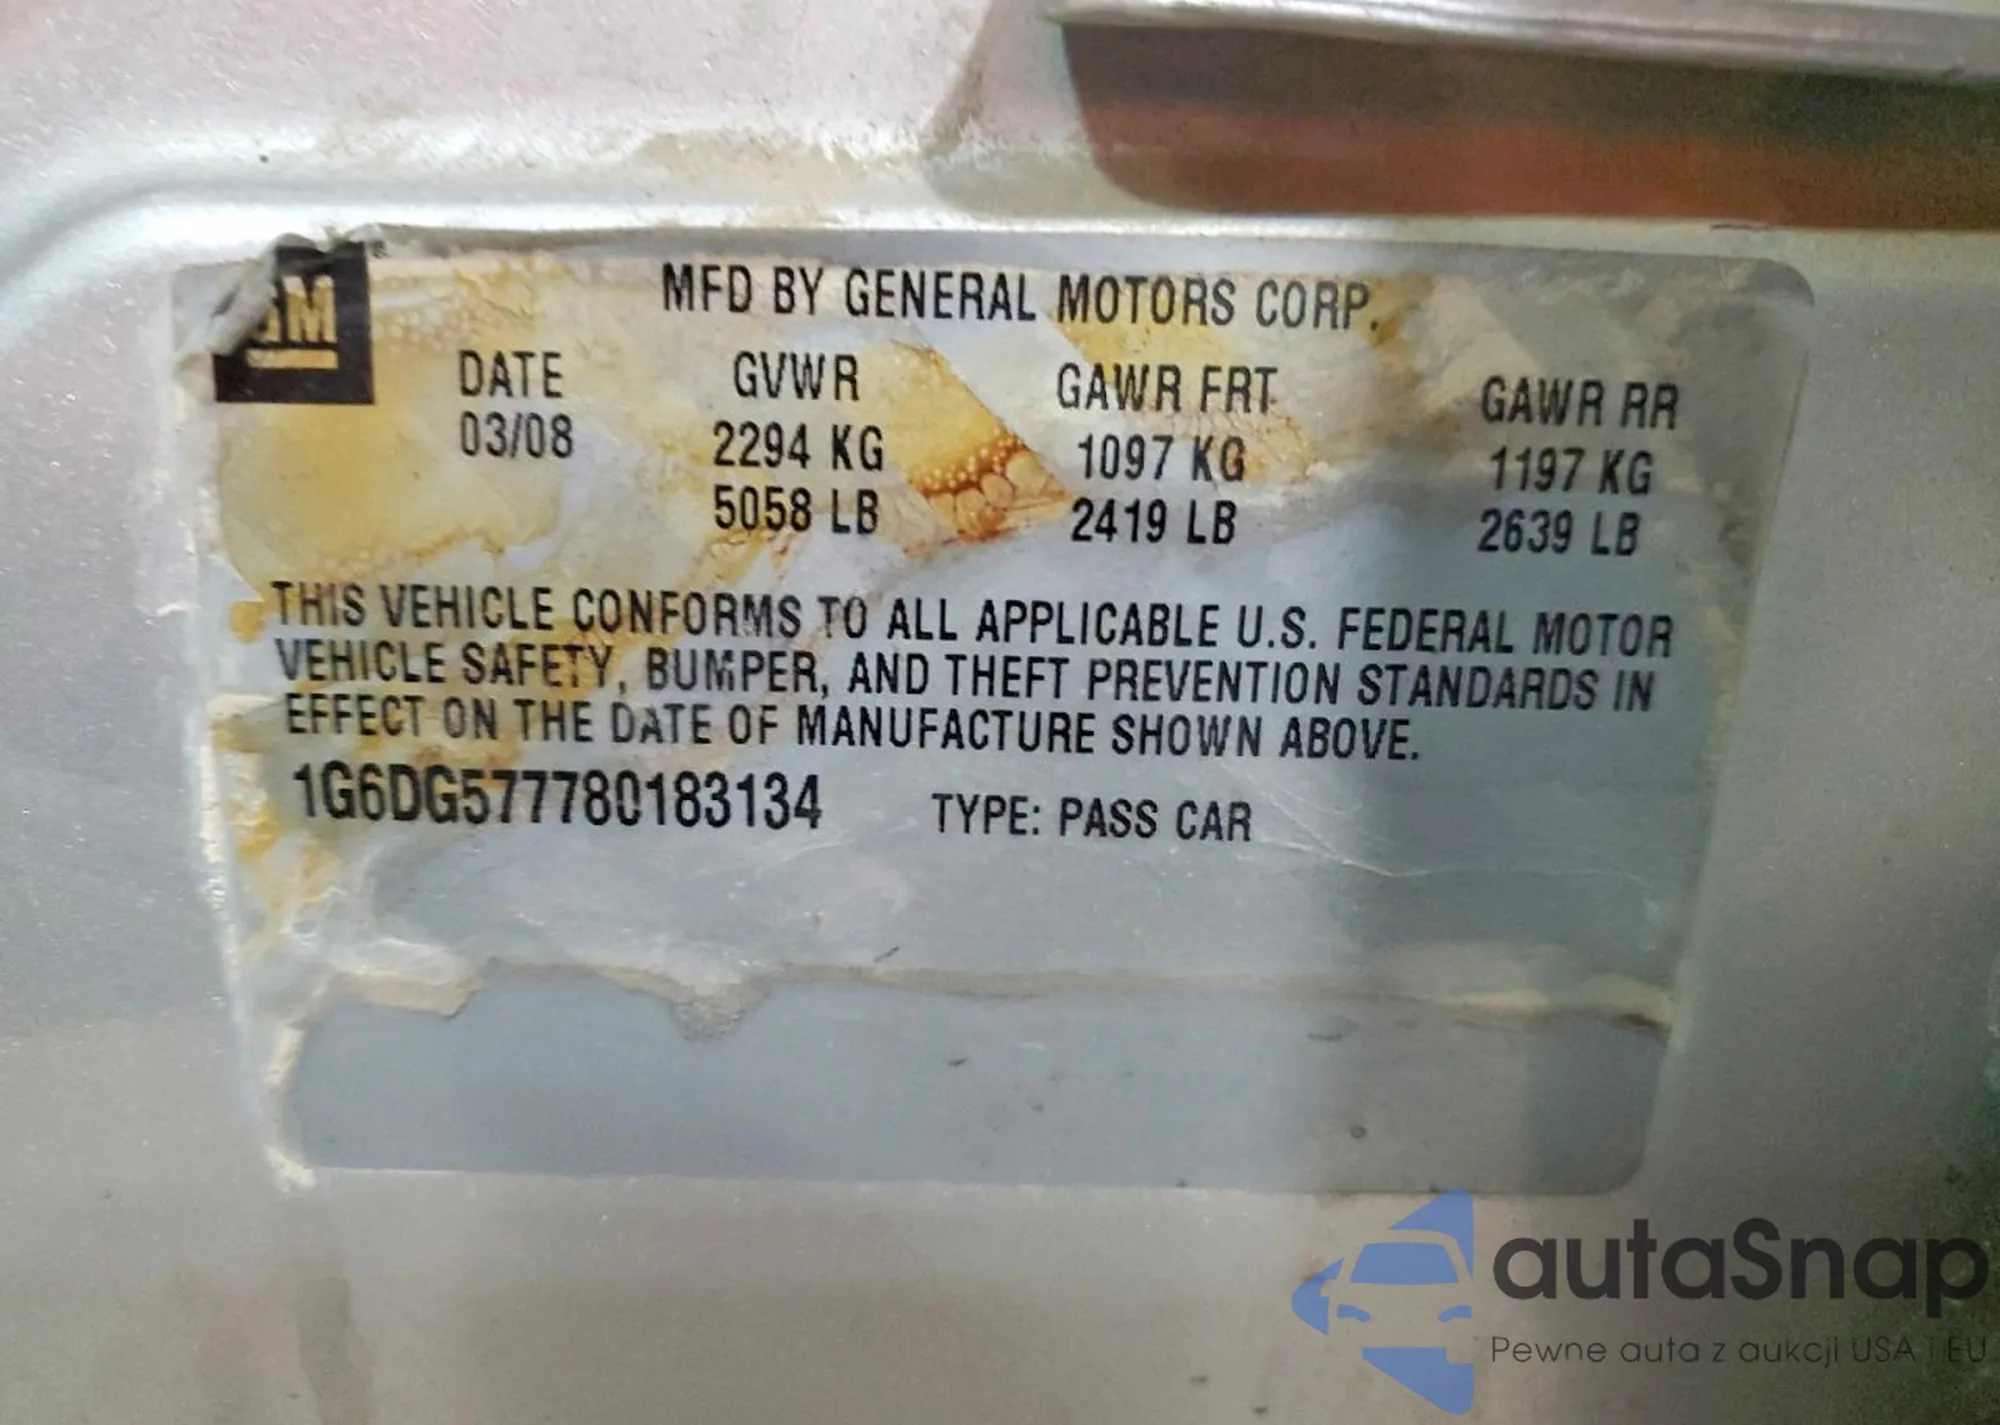 GM
MFD BY GENERAL MOTORS CORP.
DATE GVWR GAWR FRT GAWR RR
03/08 2294 KG 1097 KG 1197 KG
5058 LB 2419 LB 2639 LB
THIS VEHICLE CONFORMS TO ALL APPLICABLE U.S. FEDERAL MOTOR
VEHICLE SAFETY, BUMPER, AND THEFT PREVENTION STANDARDS IN
EFFECT ON THE DATE OF MANUFACTURE SHOWN ABOVE.
1G6DG577780183134 TYPE: PASS CAR
autaSnap
Pewne auta z aukcji USA i EU